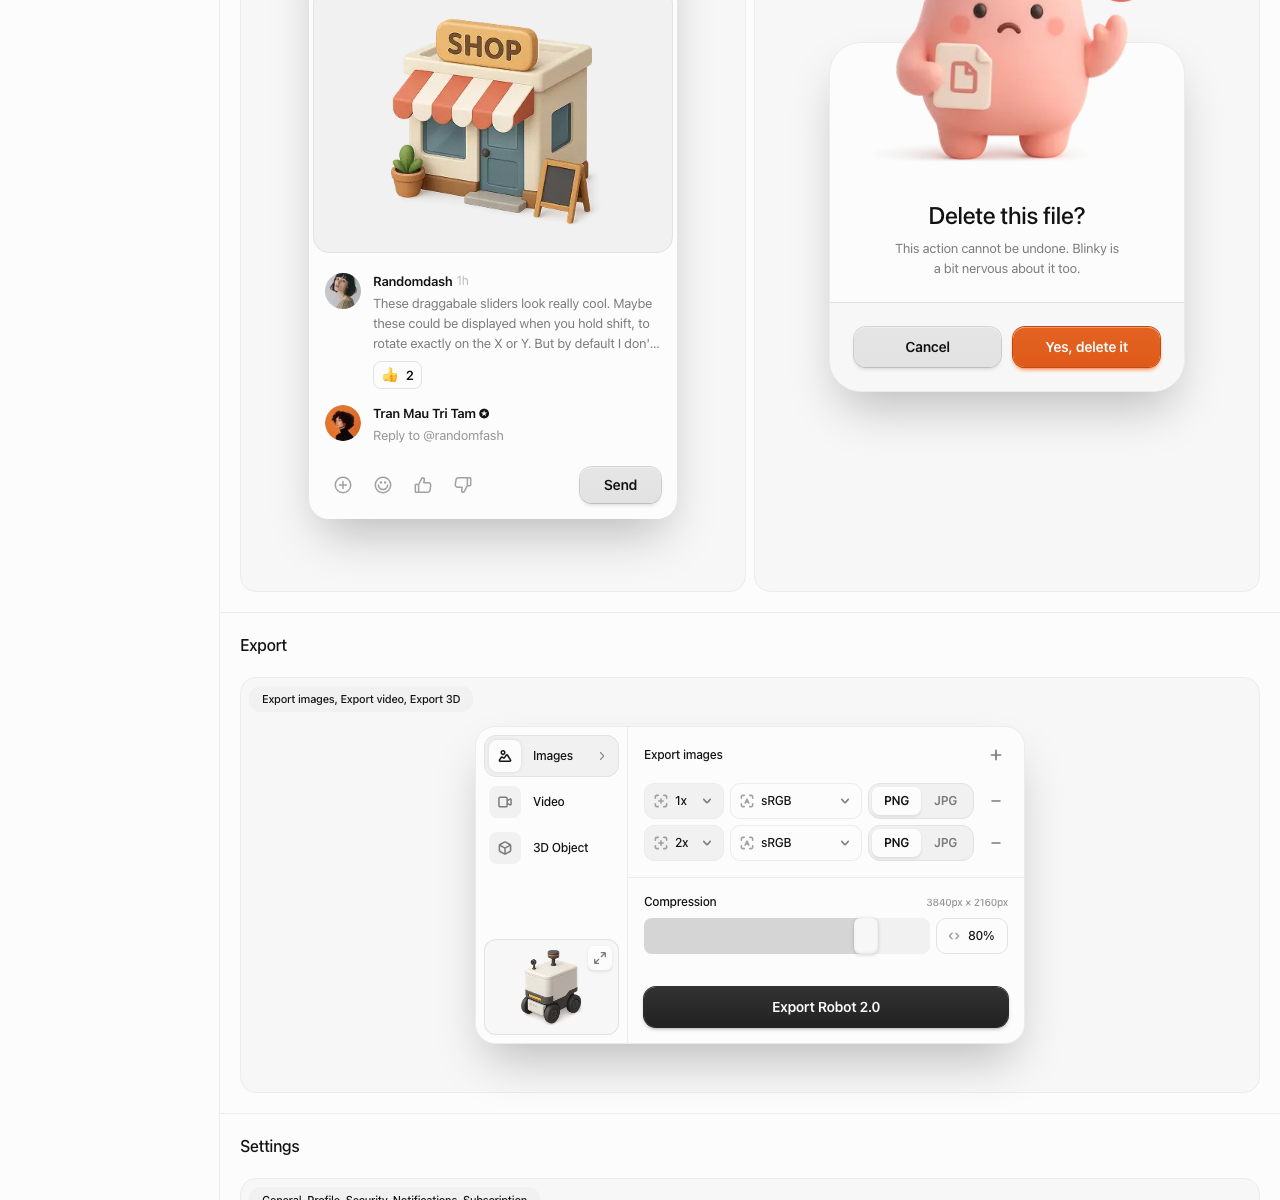 SHOP
Randomdash 1h
These draggabale sliders look really cool. Maybe
these could be displayed when you hold shift, to
rotate exactly on the X or Y. But by default I don'...
👍 2
Tran Mau Tri Tam
Reply to @randomfash
Send
Delete this file?
This action cannot be undone. Blinky is
a bit nervous about it too.
Cancel
Yes, delete it
Export
Export images, Export video, Export 3D
Images
Video
3D Object
Export images
1x
sRGB
PNG
JPG
2x
sRGB
PNG
JPG
Compression
3840px × 2160px
80%
Export Robot 2.0
Settings
General, Profile, Security, Notifications, Subscription